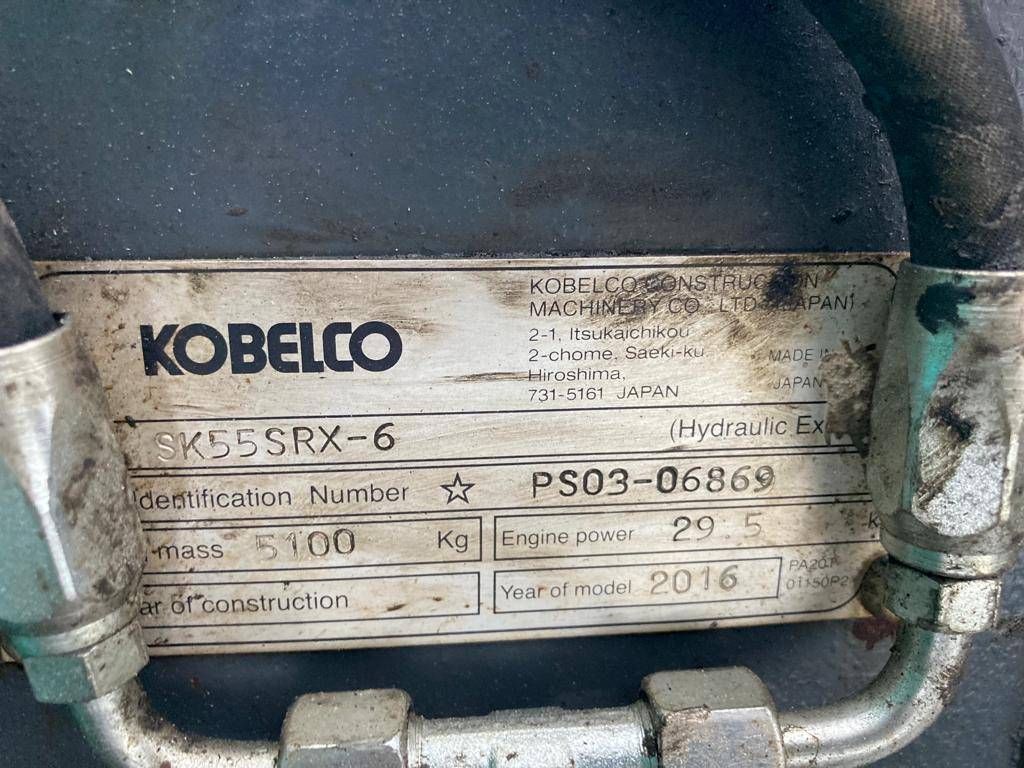 KOBELCO
KOBELCO CONSTRUCTION
MACHINERY CO., LTD. (JAPAN)
2-1, Itsukaichikou
2-chome, Saeki-ku
Hiroshima,
731-5161 JAPAN
MADE IN
JAPAN
SK55SRX-6
(Hydraulic Ex
Identification Number ☆ PS03-06869
mass 5100 Kg
Engine power 29.5 k
ar of construction
Year of model 2016
01150P2